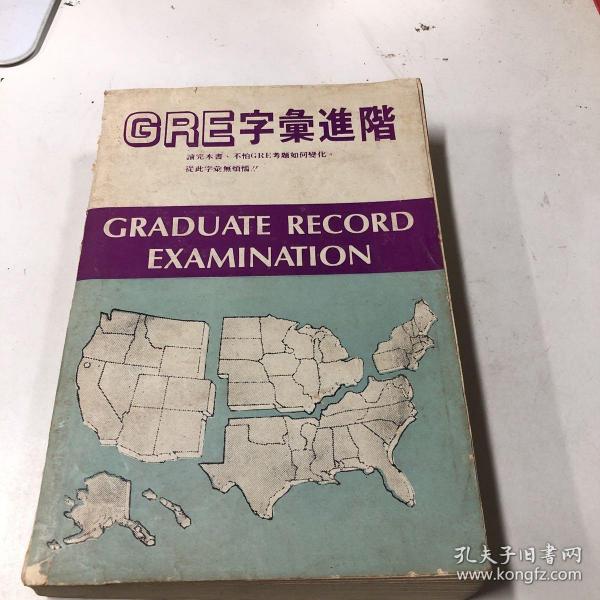 GRE字彙進階
讀完本書、不怕GRE考題如何變化。
從此字彙無煩惱!!
GRADUATE RECORD
EXAMINATION
孔夫子旧书网
www.kongfz.com